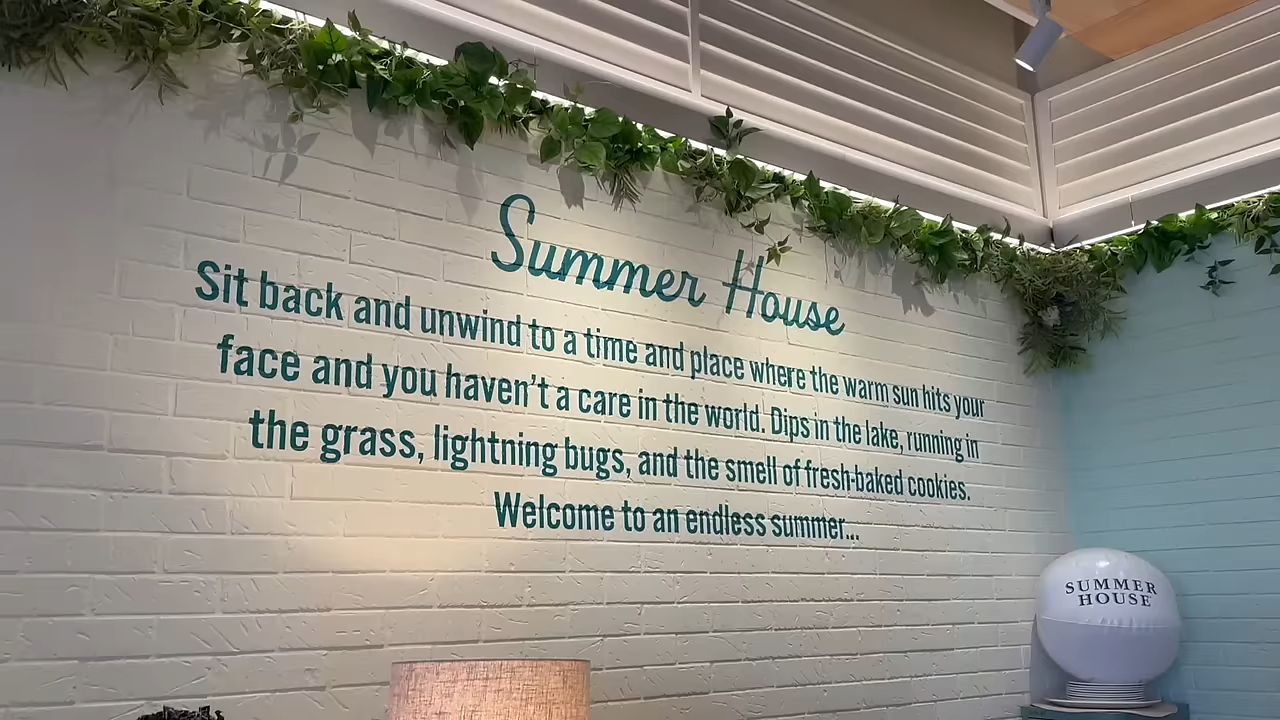 Summer House
Sit back and unwind to a time and place where the warm sun hits your
face and you haven't a care in the world. Dips in the lake, running in
the grass, lightning bugs, and the smell of fresh-baked cookies.
Welcome to an endless summer...
SUMMER
HOUSE